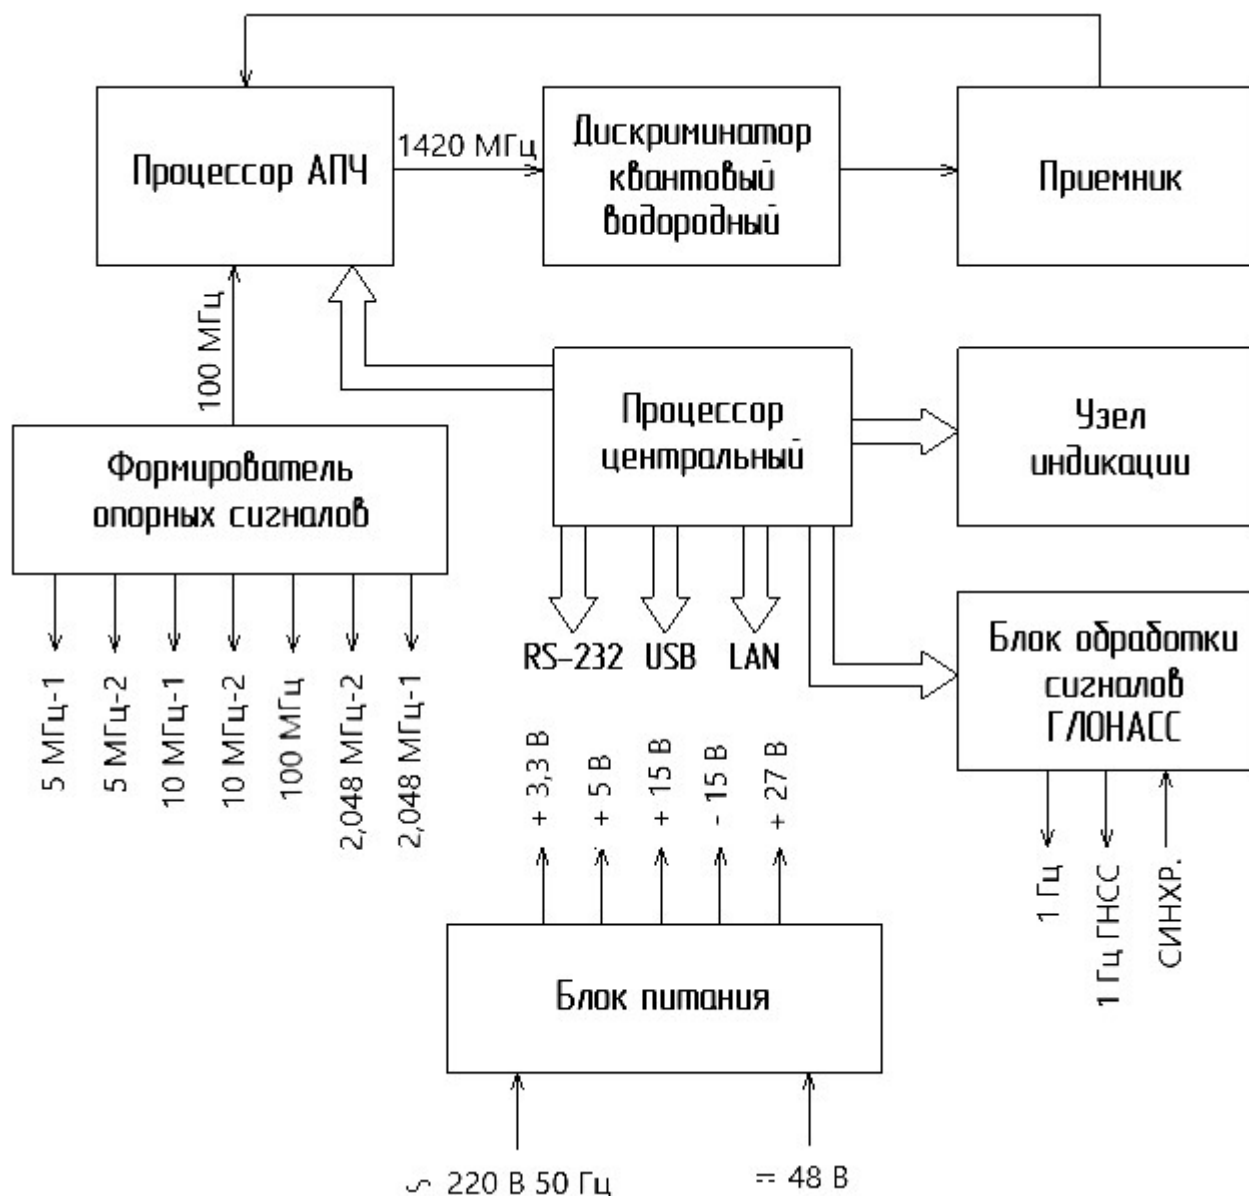 Процессор АПЧ
1420 МГц
Дискриминатор
квантовый
водородный
Приемник
100 МГц
Формирователь
опорных сигналов
Процессор
центральный
Узел
индикации
RS-232
USB
LAN
Блок обработки
сигналов
ГЛОНАСС
5 МГц-1
5 МГц-2
10 МГц-1
10 МГц-2
100 МГц
2,048 МГц-2
2,048 МГц-1
+ 3,3 В
+ 5 В
+ 15 В
- 15 В
+ 27 В
1 Гц
1 Гц ГНСС
СИНХР.
Блок питания
∽ 220 В 50 Гц
⎓ 48 В